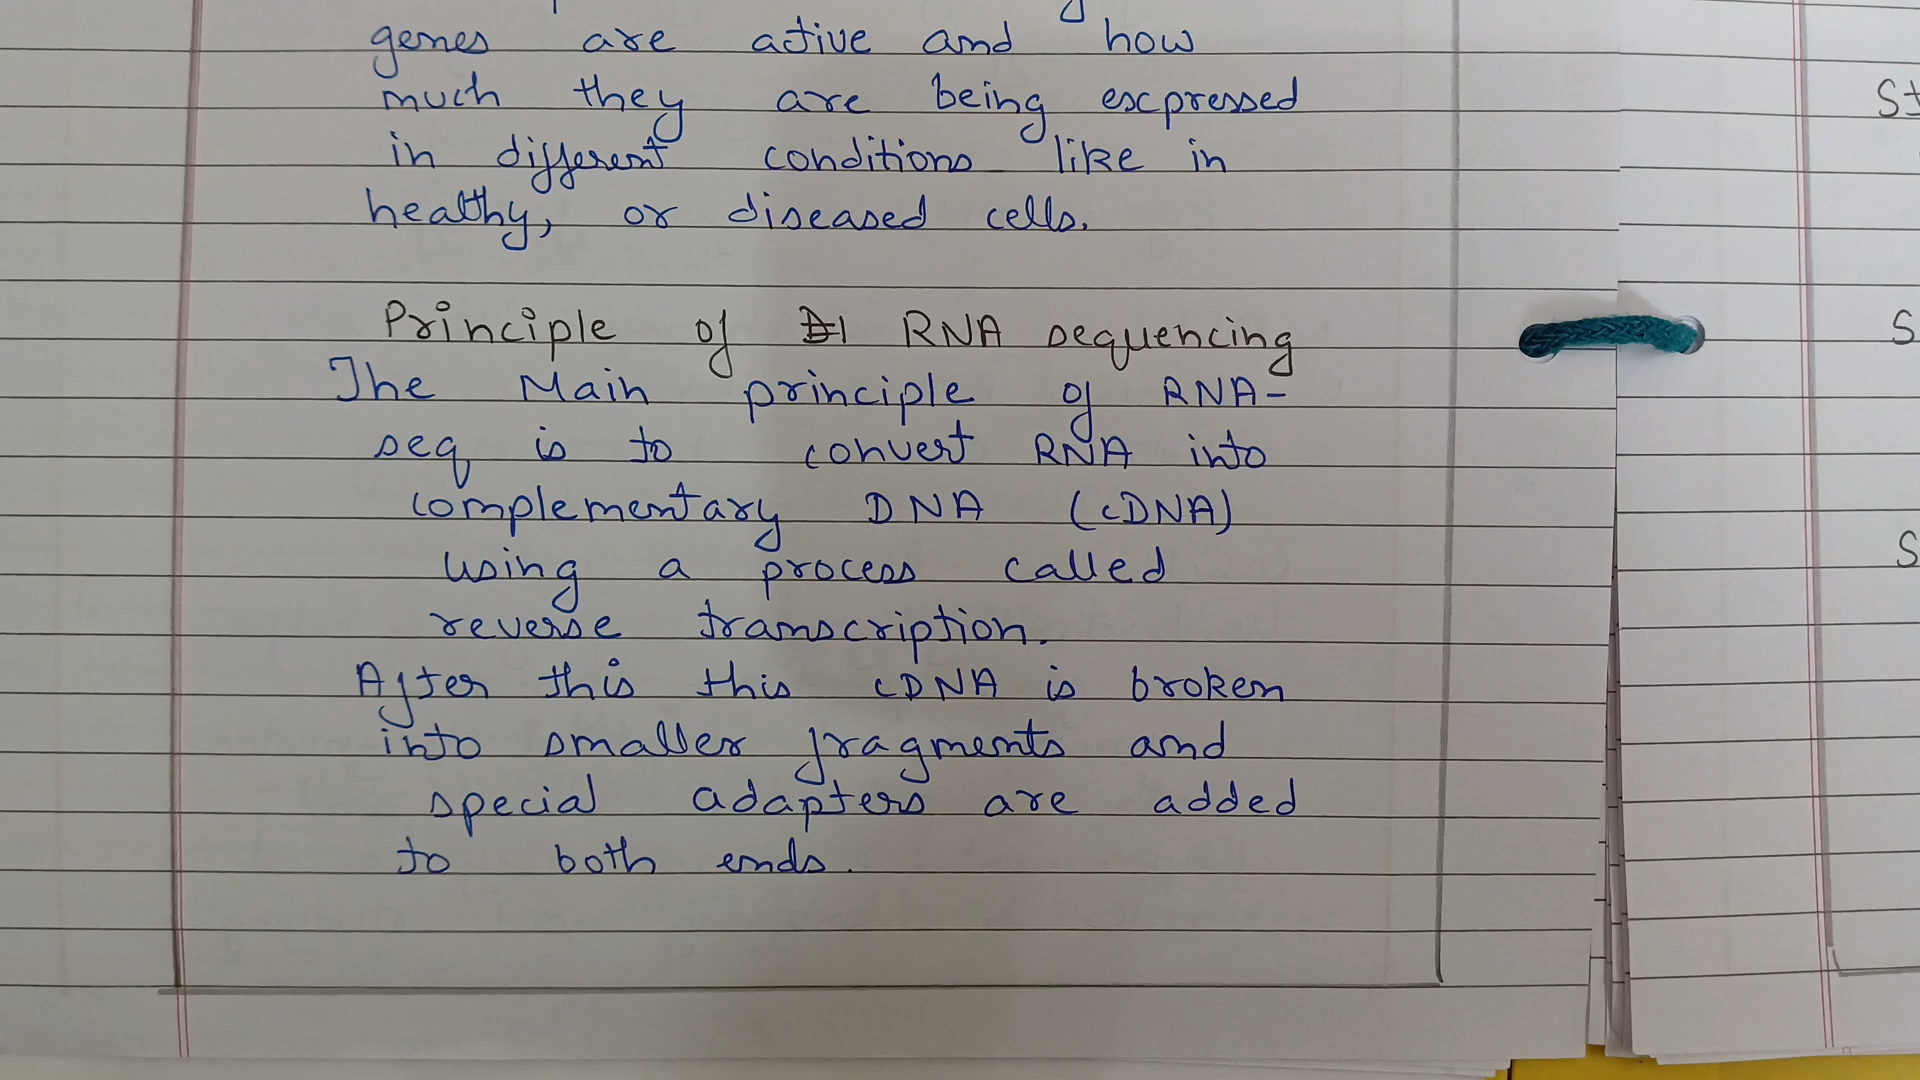 genes are active and how
much they are being expressed
in different conditions like in
healthy, or diseased cells.
Principle of RNA sequencing
The Main principle of RNA-
seq is to convert RNA into
complementary DNA (cDNA)
using a process called
reverse transcription.
After this this cDNA is broken
into smaller fragments and
special adapters are added
to both ends.
St
S
S